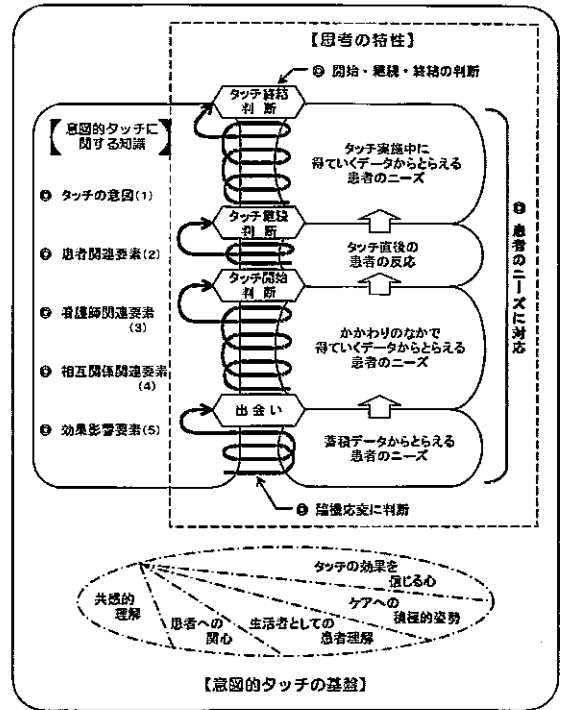 【思考の特性】
開始・継続・終結の判断
タッチ終結
判断
意図的タッチに
関する知識
タッチ実施中に
得ていくデータからとらえる
患者のニーズ
タッチの意図(1)
タッチ継続
判断
患者関連要素(2)
タッチ直後の
患者の反応
患者のニーズに対応
タッチ開始
判断
看護師関連要素
(3)
かかわりのなかで
得ていくデータからとらえる
患者のニーズ
相互関係関連要素
(4)
出会い
効果影響要素(5)
蓄積データからとらえる
患者のニーズ
臨機応変に判断
タッチの効果を
信じる心
共感的
理解
ケアへの
積極的姿勢
患者への
関心
生活者としての
患者理解
【意図的タッチの基盤】